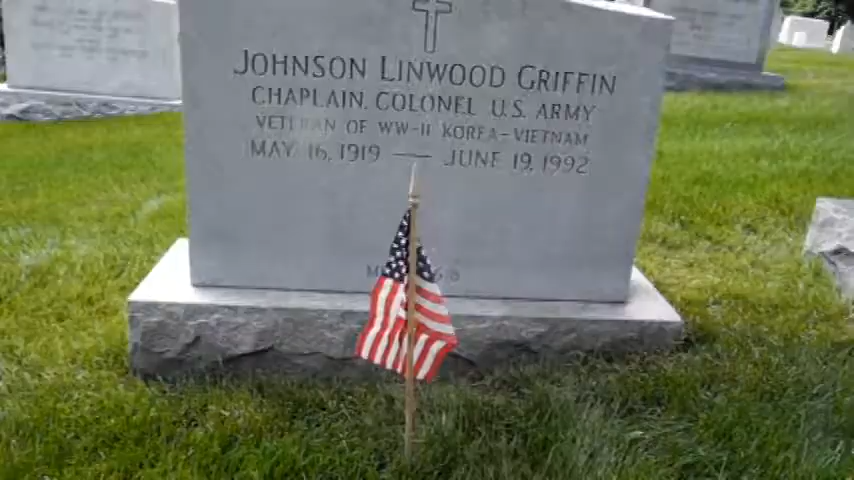 JOHNSON LINWOOD GRIFFIN
CHAPLAIN, COLONEL U.S. ARMY
VETERAN OF WW-II KOREA-VIETNAM
MAY 16, 1919 — JUNE 19, 1992